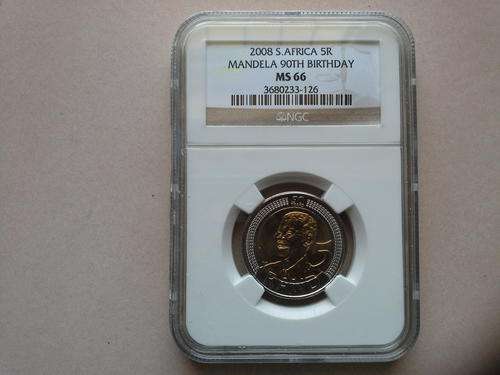 2008 S.AFRICA 5R
MANDELA 90TH BIRTHDAY
MS 66
3680233-126
NGC